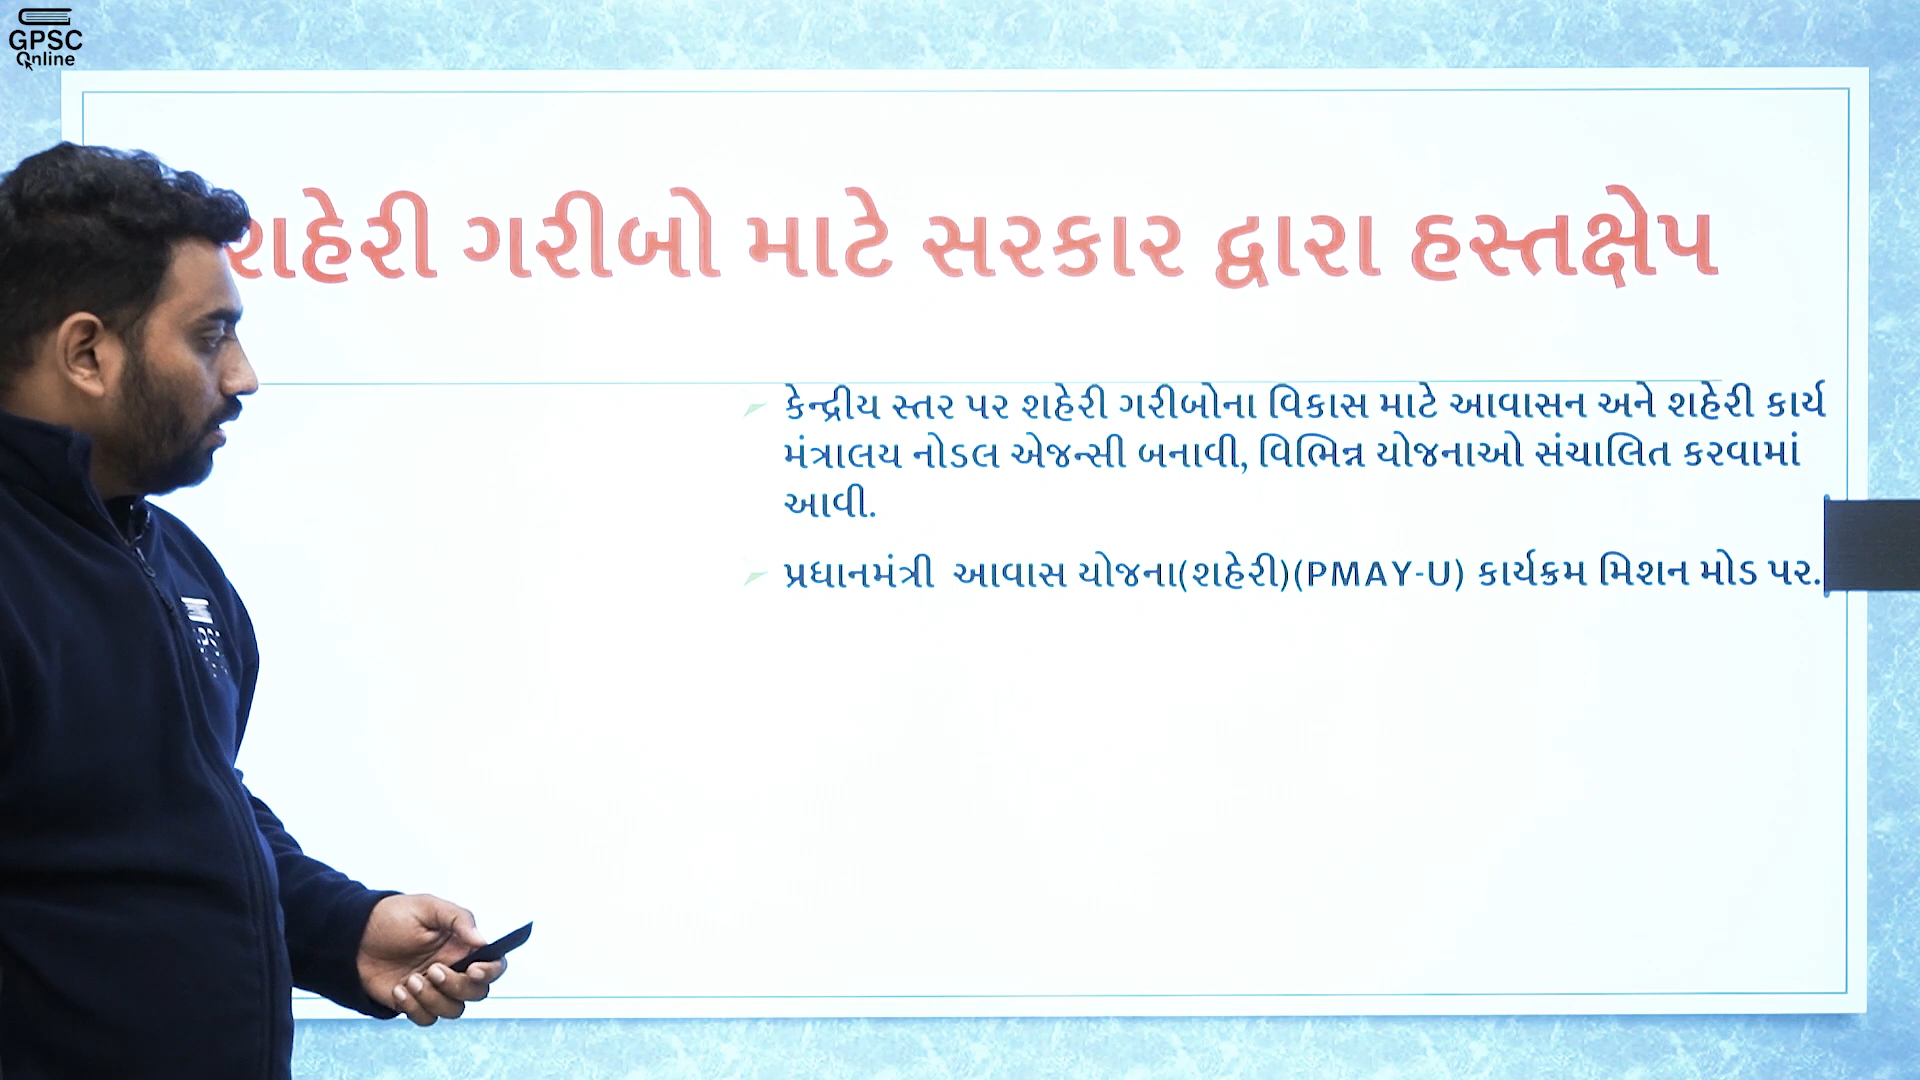 GPSC
Online
શહેરી ગરીબો માટે સરકાર દ્વારા હસ્તક્ષેપ
કેન્દ્રીય સ્તર પર શહેરી ગરીબોના વિકાસ માટે આવાસન અને શહેરી કાર્ય
મંત્રાલય નોડલ એજન્સી બનાવી, વિભિન્ન યોજનાઓ સંચાલિત કરવામાં
આવી.
પ્રધાનમંત્રી આવાસ યોજના(શહેરી)(PMAY-U) કાર્યક્રમ મિશન મોડ પર.